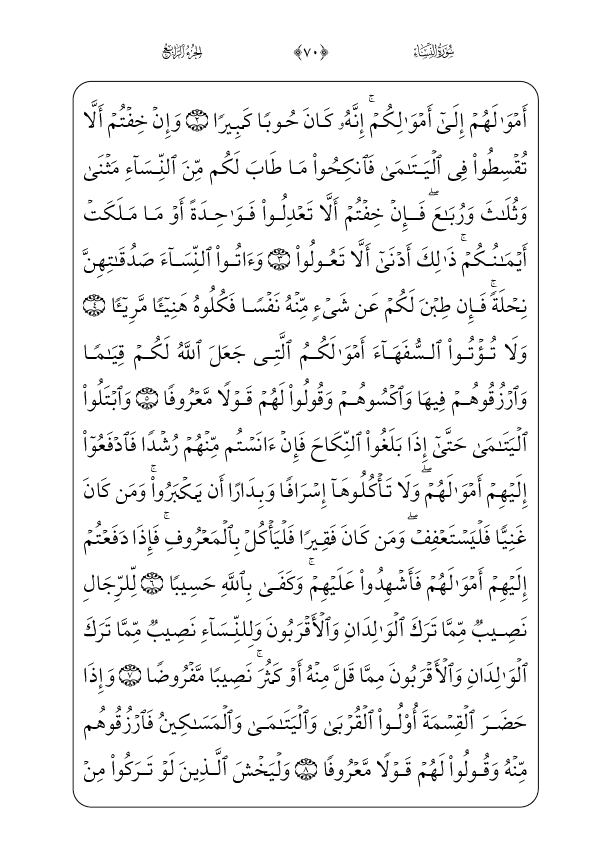 سُورَةُ النِّسَاء ﴿٧٠﴾ الجُزءُ الرَّابِعُ
أَمْوَٰلَهُمْ إِلَىٰٓ أَمْوَٰلِكُمْۚ إِنَّهُۥ كَانَ حُوبًا كَبِيرًا ۝٢ وَإِنْ خِفْتُمْ أَلَّا
تُقْسِطُواْ فِى ٱلْيَتَـٰمَىٰ فَٱنكِحُواْ مَا طَابَ لَكُم مِّنَ ٱلنِّسَآءِ مَثْنَىٰ
وَثُلَـٰثَ وَرُبَـٰعَۖ فَإِنْ خِفْتُمْ أَلَّا تَعْدِلُواْ فَوَٰحِدَةً أَوْ مَا مَلَكَتْ
أَيْمَـٰنُكُمْۚ ذَٰلِكَ أَدْنَىٰٓ أَلَّا تَعُولُواْ ۝٣ وَءَاتُواْ ٱلنِّسَآءَ صَدُقَـٰتِهِنَّ
نِحْلَةًۚ فَإِن طِبْنَ لَكُمْ عَن شَىْءٍ مِّنْهُ نَفْسًا فَكُلُوهُ هَنِيٓـًٔا مَّرِيٓـًٔا ۝٤
وَلَا تُؤْتُواْ ٱلسُّفَهَآءَ أَمْوَٰلَكُمُ ٱلَّتِى جَعَلَ ٱللَّهُ لَكُمْ قِيَـٰمًا
وَٱرْزُقُوهُمْ فِيهَا وَٱكْسُوهُمْ وَقُولُواْ لَهُمْ قَوْلًا مَّعْرُوفًا ۝٥ وَٱبْتَلُواْ
ٱلْيَتَـٰمَىٰ حَتَّىٰٓ إِذَا بَلَغُواْ ٱلنِّكَاحَ فَإِنْ ءَانَسْتُم مِّنْهُمْ رُشْدًا فَٱدْفَعُوٓاْ
إِلَيْهِمْ أَمْوَٰلَهُمْۖ وَلَا تَأْكُلُوهَآ إِسْرَافًا وَبِدَارًا أَن يَكْبَرُواْۚ وَمَن كَانَ
غَنِيًّا فَلْيَسْتَعْفِفْۖ وَمَن كَانَ فَقِيرًا فَلْيَأْكُلْ بِٱلْمَعْرُوفِۚ فَإِذَا دَفَعْتُمْ
إِلَيْهِمْ أَمْوَٰلَهُمْ فَأَشْهِدُواْ عَلَيْهِمْۚ وَكَفَىٰ بِٱللَّهِ حَسِيبًا ۝٦ لِّلرِّجَالِ
نَصِيبٌ مِّمَّا تَرَكَ ٱلْوَٰلِدَانِ وَٱلْأَقْرَبُونَ وَلِلنِّسَآءِ نَصِيبٌ مِّمَّا تَرَكَ
ٱلْوَٰلِدَانِ وَٱلْأَقْرَبُونَ مِمَّا قَلَّ مِنْهُ أَوْ كَثُرَۚ نَصِيبًا مَّفْرُوضًا ۝٧ وَإِذَا
حَضَرَ ٱلْقِسْمَةَ أُوْلُواْ ٱلْقُرْبَىٰ وَٱلْيَتَـٰمَىٰ وَٱلْمَسَـٰكِينُ فَٱرْزُقُوهُم
مِّنْهُ وَقُولُواْ لَهُمْ قَوْلًا مَّعْرُوفًا ۝٨ وَلْيَخْشَ ٱلَّذِينَ لَوْ تَرَكُواْ مِنْ